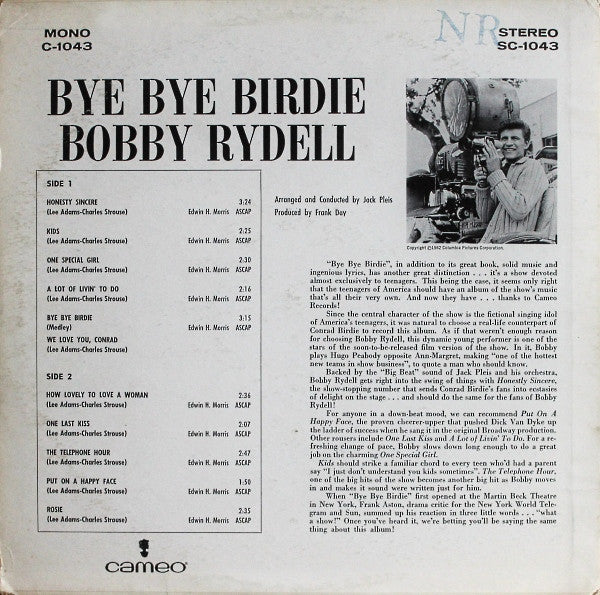 MONO
C-1043
NR
STEREO
SC-1043
BYE BYE BIRDIE
BOBBY RYDELL
SIDE 1
HONESTY SINCERE 3:24
(Lee Adams-Charles Strouse) Edwin H. Morris ASCAP
KIDS 2:25
(Lee Adams-Charles Strouse) Edwin H. Morris ASCAP
ONE SPECIAL GIRL 2:30
(Lee Adams-Charles Strouse) Edwin H. Morris ASCAP
A LOT OF LIVIN' TO DO 2:16
(Lee Adams-Charles Strouse) Edwin H. Morris ASCAP
BYE BYE BIRDIE 3:15
(Medley) Edwin H. Morris ASCAP
WE LOVE YOU, CONRAD
(Lee Adams-Charles Strouse)
SIDE 2
HOW LOVELY TO LOVE A WOMAN 2:36
(Lee Adams-Charles Strouse) Edwin H. Morris ASCAP
ONE LAST KISS 2:07
(Lee Adams-Charles Strouse) Edwin H. Morris ASCAP
THE TELEPHONE HOUR 2:47
(Lee Adams-Charles Strouse) Edwin H. Morris ASCAP
PUT ON A HAPPY FACE 1:50
(Lee Adams-Charles Strouse) Edwin H. Morris ASCAP
ROSIE 2:35
(Lee Adams-Charles Strouse) Edwin H. Morris ASCAP
cameo®
Arranged and Conducted by Jack Pleis
Produced by Frank Day
Copyright ©1962 Columbia Pictures Corporation.
"Bye Bye Birdie", in addition to its great book, solid music and
ingenious lyrics, has another great distinction . . . it's a show devoted
almost exclusively to teenagers. This being the case, it seems only right
that the teenagers of America should have an album of the show's music
that's all their very own. And now they have . . . thanks to Cameo
Records!
Since the central character of the show is the fictional singing idol
of America's teenagers, it was natural to choose a real-life counterpart of
Conrad Birdie to record this album. As if that weren't enough reason
for choosing Bobby Rydell, this dynamic young performer is one of the
stars of the soon-to-be-released film version of the show. In it, Bobby
plays Hugo Peabody opposite Ann-Margret, making "one of the hottest
new teams in show business", to quote a man who should know.
Backed by the "Big Beat" sound of Jack Pleis and his orchestra,
Bobby Rydell gets right into the swing of things with Honestly Sincere,
the show-stopping number that sends Conrad Birdie's fans into ecstasies
of delight on the stage . . . and should do the same for the fans of Bobby
Rydell!
For anyone in a down-beat mood, we can recommend Put On A
Happy Face, the proven cheerer-upper that pushed Dick Van Dyke up
the ladder of success when he sang it in the original Broadway production.
Other rousers include One Last Kiss and A Lot of Livin' To Do. For a re-
freshing change of pace, Bobby slows down long enough to do a great
job on the charming One Special Girl.
Kids should strike a familiar chord to every teen who'd had a parent
say "I just don't understand you kids sometimes". The Telephone Hour,
one of the big hits of the show becomes another big hit as Bobby moves
in and makes it sound were written just for him.
When "Bye Bye Birdie" first opened at the Martin Beck Theatre
in New York, Frank Aston, drama critic for the New York World Tele-
gram and Sun, summed up his reaction in three little words . . . "what
a show!" Once you've heard it, we're betting you'll be saying the same
thing about this album!